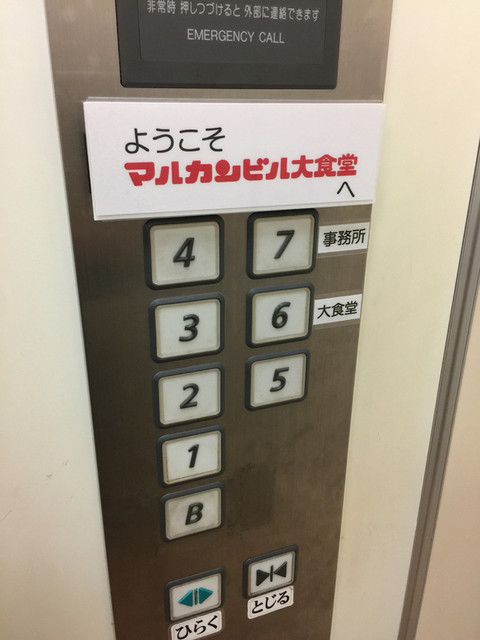 非常時 押しつづけると 外部に連絡できます
EMERGENCY CALL
ようこそ
マルカンビル大食堂
へ
4
7
事務所
3
6
大食堂
2
5
1
B
ひらく
とじる